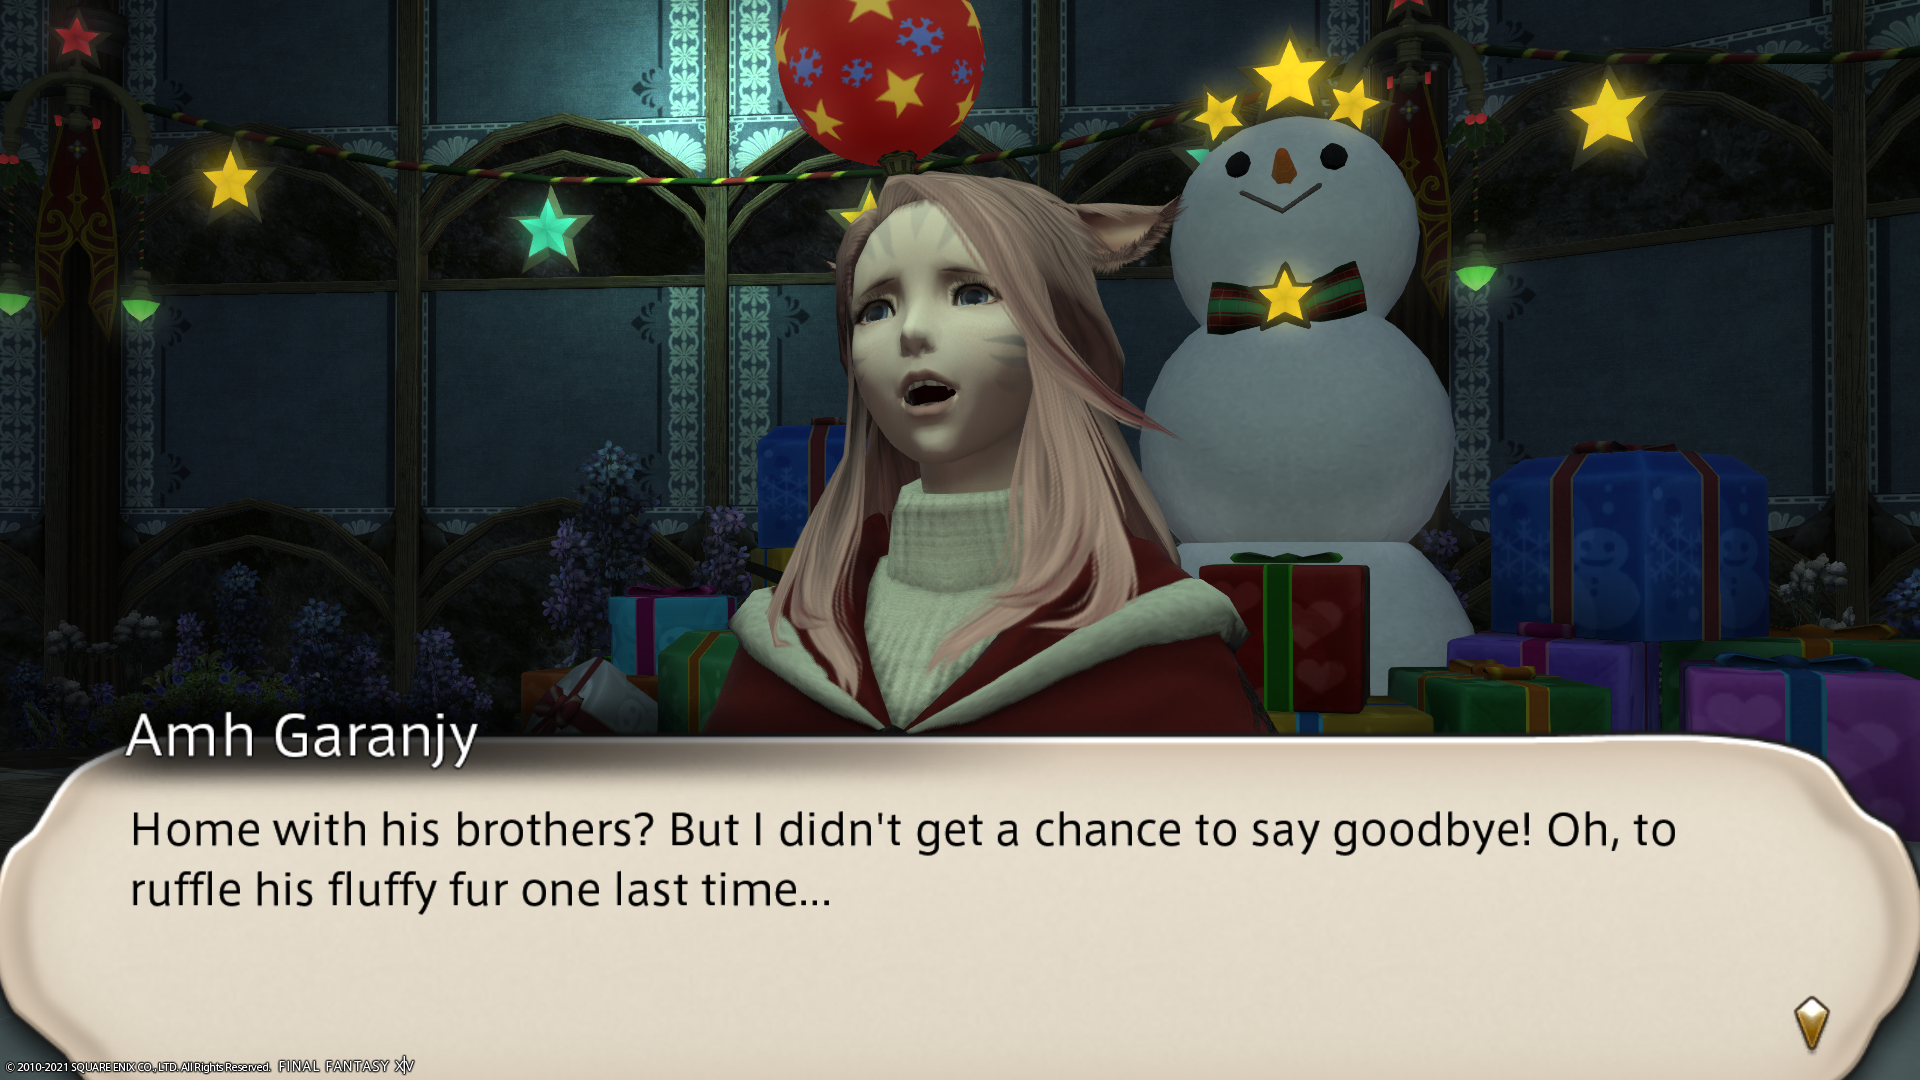 Amh Garanjy
Home with his brothers? But I didn't get a chance to say goodbye! Oh, to
ruffle his fluffy fur one last time...
© 2010-2021 SQUARE ENIX CO., LTD. All Rights Reserved. FINAL FANTASY XIV